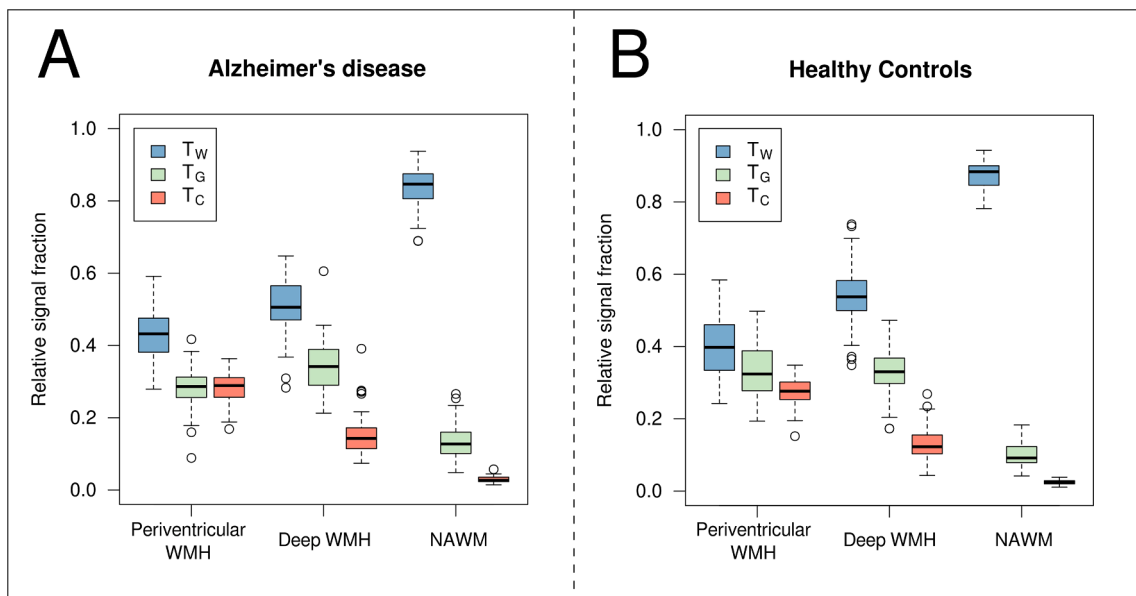 A
Alzheimer's disease
Relative signal fraction
1.0
0.8
0.6
0.4
0.2
0.0
T_W
T_G
T_C
Periventricular
WMH
Deep WMH
NAWM
B
Healthy Controls
Relative signal fraction
1.0
0.8
0.6
0.4
0.2
0.0
T_W
T_G
T_C
Periventricular
WMH
Deep WMH
NAWM